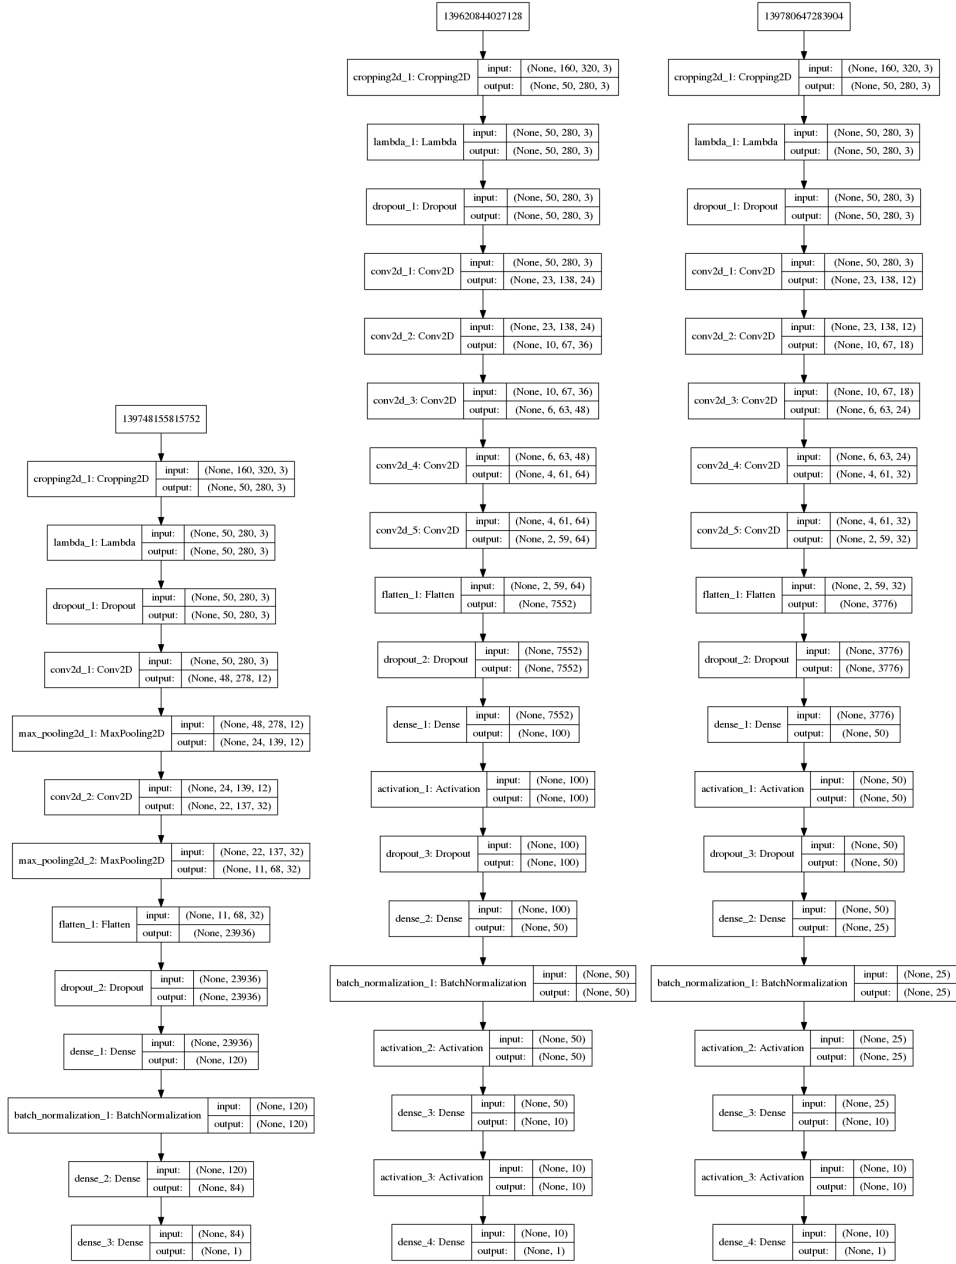 139748155815752
cropping2d_1: Cropping2D
input: (None, 160, 320, 3)
output: (None, 50, 280, 3)
lambda_1: Lambda
input: (None, 50, 280, 3)
output: (None, 50, 280, 3)
dropout_1: Dropout
input: (None, 50, 280, 3)
output: (None, 50, 280, 3)
conv2d_1: Conv2D
input: (None, 50, 280, 3)
output: (None, 48, 278, 12)
max_pooling2d_1: MaxPooling2D
input: (None, 48, 278, 12)
output: (None, 24, 139, 12)
conv2d_2: Conv2D
input: (None, 24, 139, 12)
output: (None, 22, 137, 32)
max_pooling2d_2: MaxPooling2D
input: (None, 22, 137, 32)
output: (None, 11, 68, 32)
flatten_1: Flatten
input: (None, 11, 68, 32)
output: (None, 23936)
dropout_2: Dropout
input: (None, 23936)
output: (None, 23936)
dense_1: Dense
input: (None, 23936)
output: (None, 120)
batch_normalization_1: BatchNormalization
input: (None, 120)
output: (None, 120)
dense_2: Dense
input: (None, 120)
output: (None, 84)
dense_3: Dense
input: (None, 84)
output: (None, 1)
139620844027128
cropping2d_1: Cropping2D
input: (None, 160, 320, 3)
output: (None, 50, 280, 3)
lambda_1: Lambda
input: (None, 50, 280, 3)
output: (None, 50, 280, 3)
dropout_1: Dropout
input: (None, 50, 280, 3)
output: (None, 50, 280, 3)
conv2d_1: Conv2D
input: (None, 50, 280, 3)
output: (None, 23, 138, 24)
conv2d_2: Conv2D
input: (None, 23, 138, 24)
output: (None, 10, 67, 36)
conv2d_3: Conv2D
input: (None, 10, 67, 36)
output: (None, 6, 63, 48)
conv2d_4: Conv2D
input: (None, 6, 63, 48)
output: (None, 4, 61, 64)
conv2d_5: Conv2D
input: (None, 4, 61, 64)
output: (None, 2, 59, 64)
flatten_1: Flatten
input: (None, 2, 59, 64)
output: (None, 7552)
dropout_2: Dropout
input: (None, 7552)
output: (None, 7552)
dense_1: Dense
input: (None, 7552)
output: (None, 100)
activation_1: Activation
input: (None, 100)
output: (None, 100)
dropout_3: Dropout
input: (None, 100)
output: (None, 100)
dense_2: Dense
input: (None, 100)
output: (None, 50)
batch_normalization_1: BatchNormalization
input: (None, 50)
output: (None, 50)
activation_2: Activation
input: (None, 50)
output: (None, 50)
dense_3: Dense
input: (None, 50)
output: (None, 10)
activation_3: Activation
input: (None, 10)
output: (None, 10)
dense_4: Dense
input: (None, 10)
output: (None, 1)
139780647283904
cropping2d_1: Cropping2D
input: (None, 160, 320, 3)
output: (None, 50, 280, 3)
lambda_1: Lambda
input: (None, 50, 280, 3)
output: (None, 50, 280, 3)
dropout_1: Dropout
input: (None, 50, 280, 3)
output: (None, 50, 280, 3)
conv2d_1: Conv2D
input: (None, 50, 280, 3)
output: (None, 23, 138, 12)
conv2d_2: Conv2D
input: (None, 23, 138, 12)
output: (None, 10, 67, 18)
conv2d_3: Conv2D
input: (None, 10, 67, 18)
output: (None, 6, 63, 24)
conv2d_4: Conv2D
input: (None, 6, 63, 24)
output: (None, 4, 61, 32)
conv2d_5: Conv2D
input: (None, 4, 61, 32)
output: (None, 2, 59, 32)
flatten_1: Flatten
input: (None, 2, 59, 32)
output: (None, 3776)
dropout_2: Dropout
input: (None, 3776)
output: (None, 3776)
dense_1: Dense
input: (None, 3776)
output: (None, 50)
activation_1: Activation
input: (None, 50)
output: (None, 50)
dropout_3: Dropout
input: (None, 50)
output: (None, 50)
dense_2: Dense
input: (None, 50)
output: (None, 25)
batch_normalization_1: BatchNormalization
input: (None, 25)
output: (None, 25)
activation_2: Activation
input: (None, 25)
output: (None, 25)
dense_3: Dense
input: (None, 25)
output: (None, 10)
activation_3: Activation
input: (None, 10)
output: (None, 10)
dense_4: Dense
input: (None, 10)
output: (None, 1)